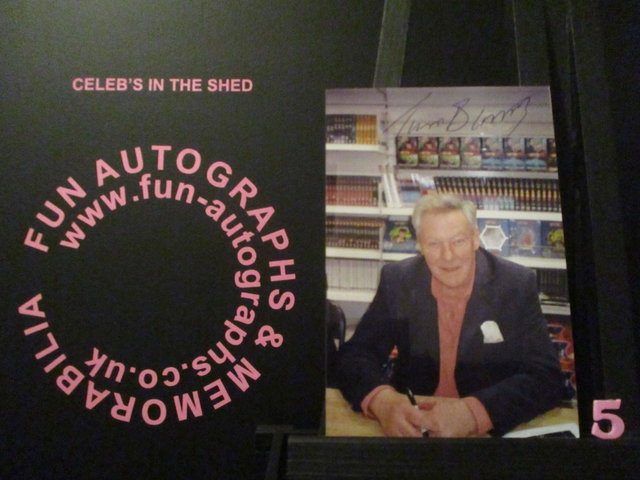 CELEB'S IN THE SHED
FUN AUTOGRAPHS & MEMORABILIA
www.fun-autographs.co.uk
5